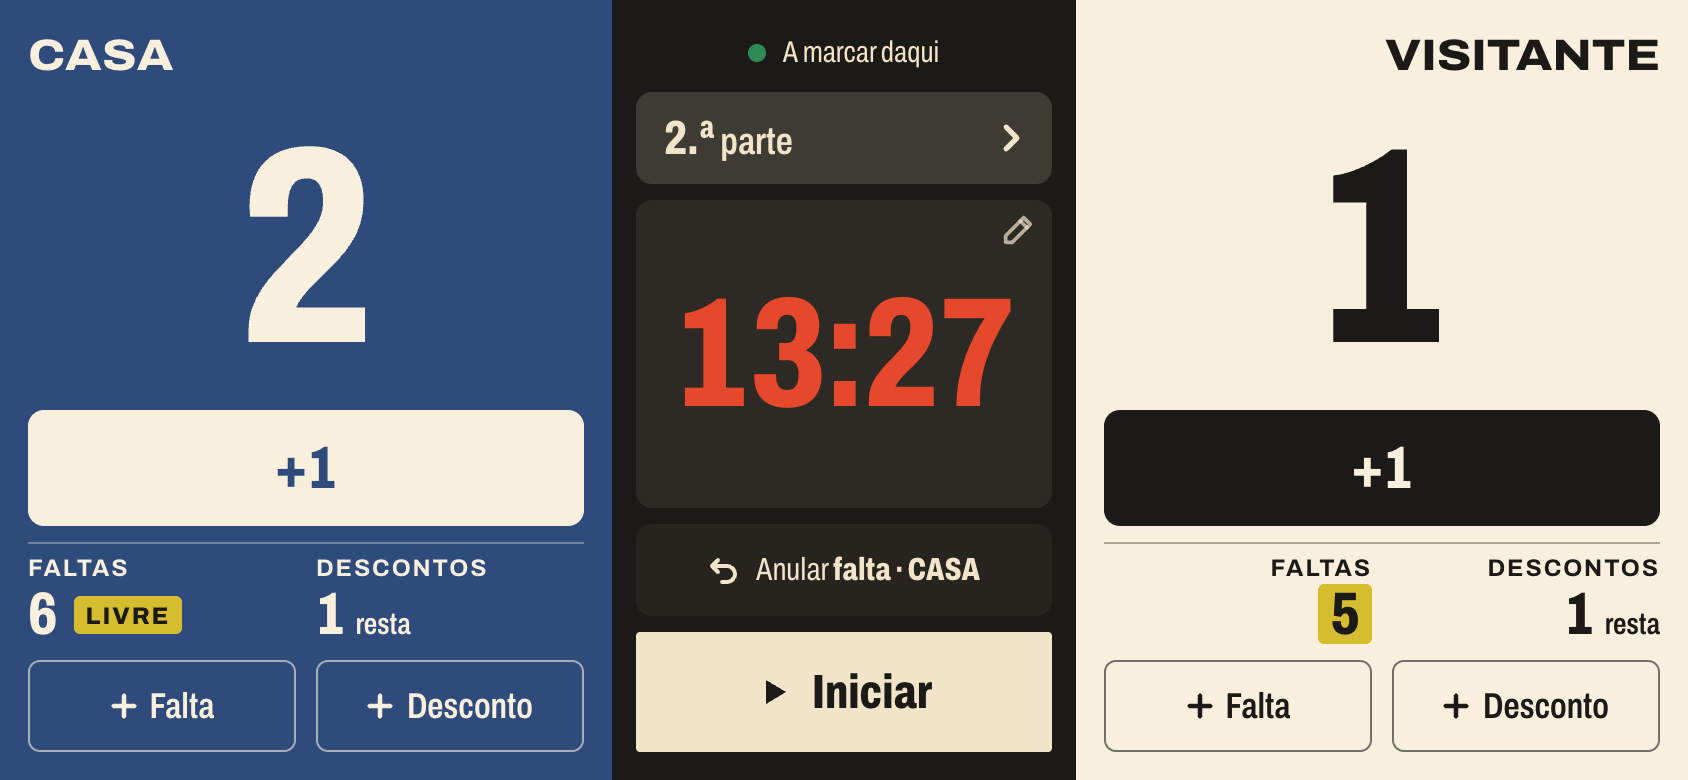 CASA
2
+1
FALTAS
6 LIVRE
DESCONTOS
1 resta
+ Falta
+ Desconto
A marcar daqui
2.ª parte
13:27
Anular falta · CASA
Iniciar
VISITANTE
1
+1
FALTAS
5
DESCONTOS
1 resta
+ Falta
+ Desconto